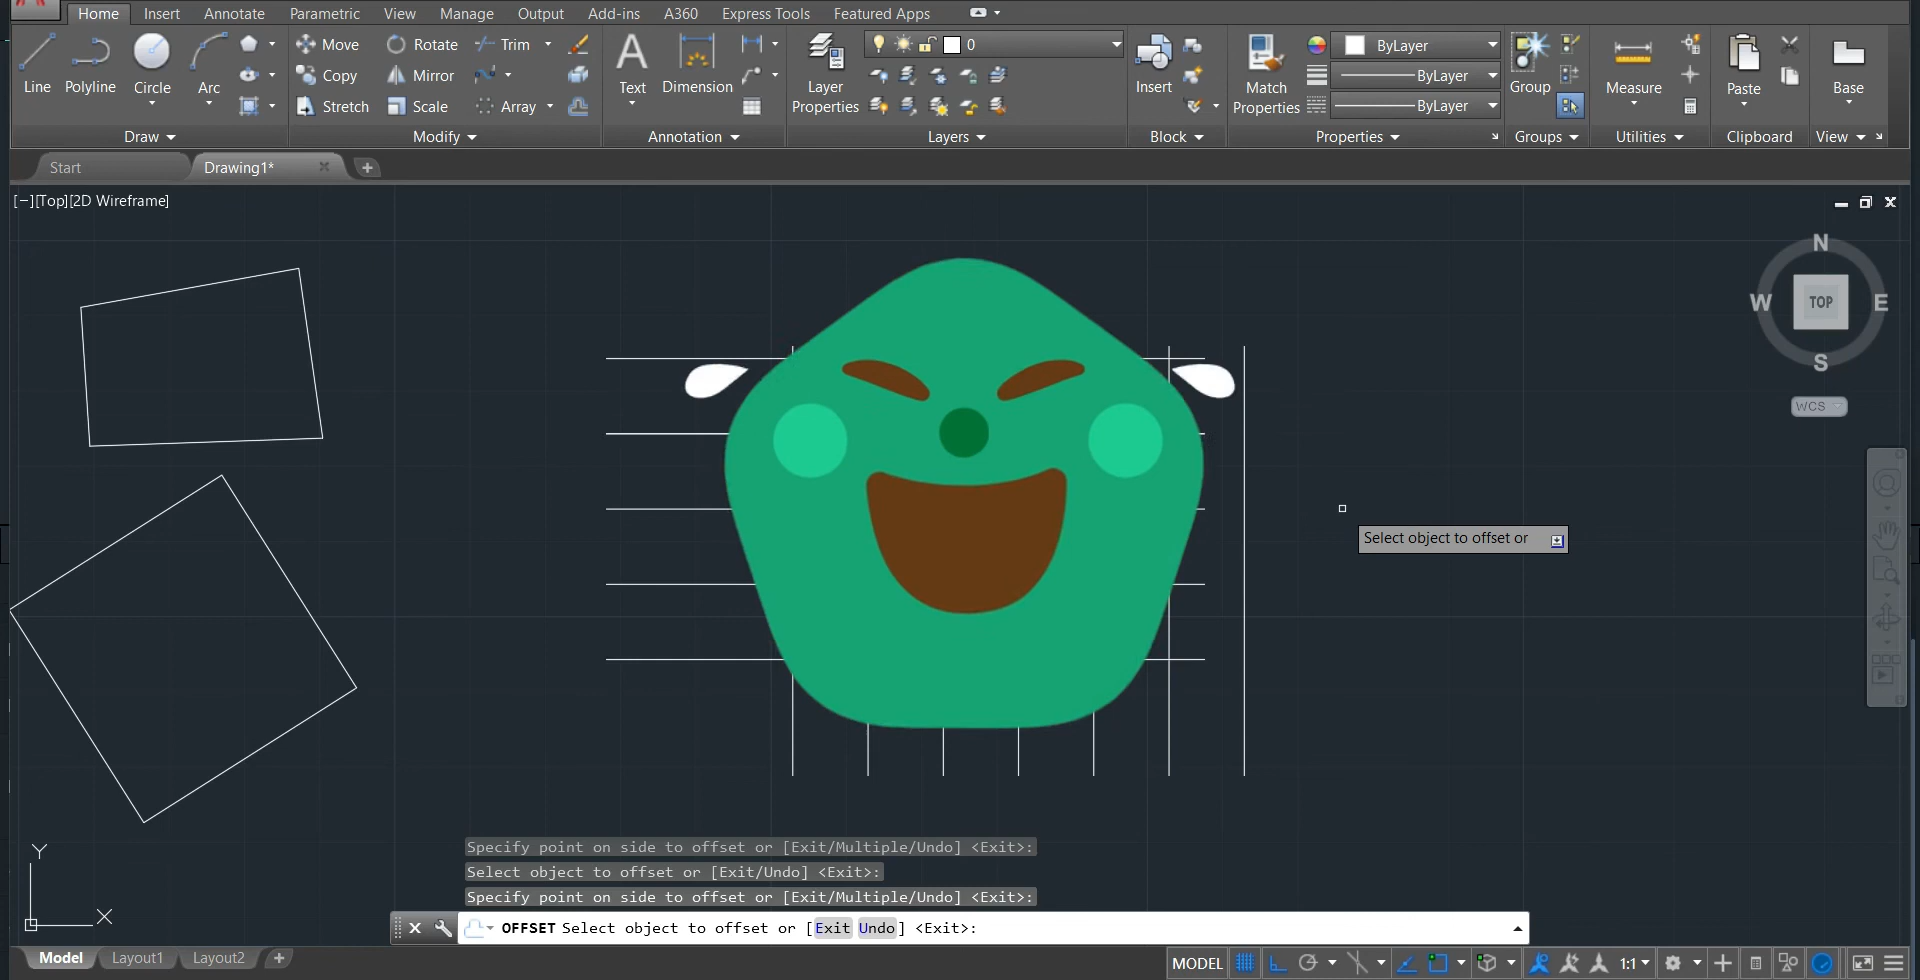 Home Insert Annotate Parametric View Manage Output Add-ins A360 Express Tools Featured Apps
Line Polyline Circle Arc
Move Rotate Trim
Copy Mirror
Stretch Scale Array
Text Dimension
Layer Properties
0
Insert
Match Properties
ByLayer
ByLayer
ByLayer
Group
Measure
Paste
Base
Draw Modify Annotation Layers Block Properties Groups Utilities Clipboard View
Start Drawing1*
[−][Top][2D Wireframe]
N
W TOP E
S
WCS
Select object to offset or
Y
X
Specify point on side to offset or [Exit/Multiple/Undo] <Exit>:
Select object to offset or [Exit/Undo] <Exit>:
Specify point on side to offset or [Exit/Multiple/Undo] <Exit>:
OFFSET Select object to offset or [Exit Undo] <Exit>:
Model Layout1 Layout2
MODEL 1:1